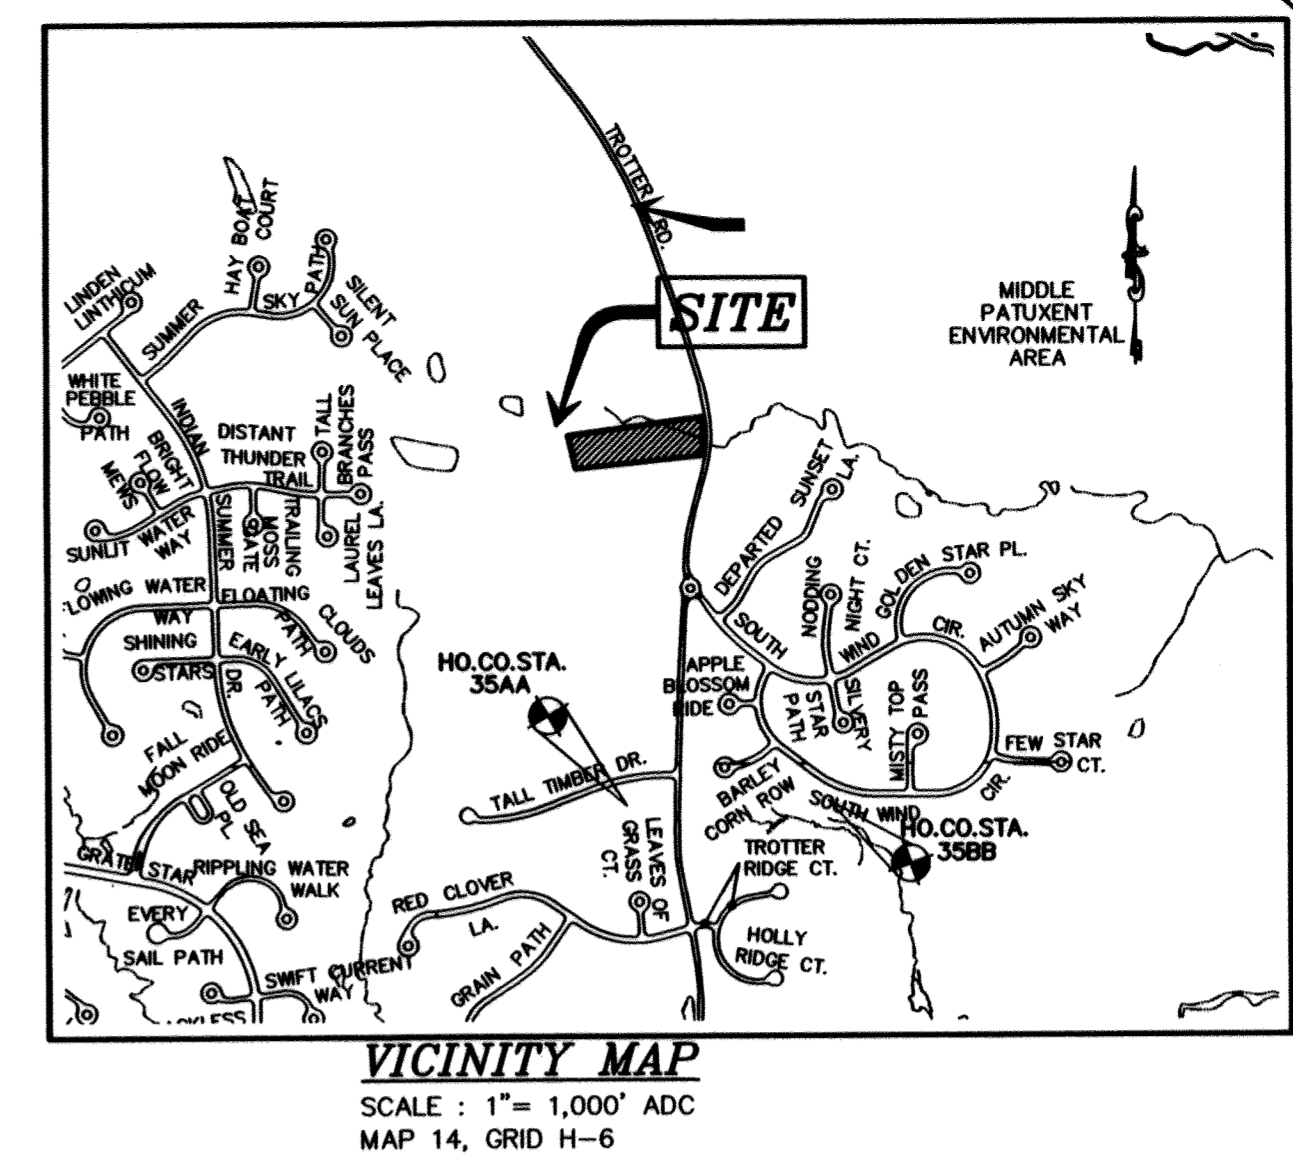 TROTTER RD.
HAY BOAT
COURT
LINDEN
LINTHICUM
SUMMER
SKY
PATH
SILENT
SUN PLACE
SITE
MIDDLE
PATUXENT
ENVIRONMENTAL
AREA
WHITE
PEBBLE
PATH
INDIAN
BRIGHT
FLOW
MEWS
DISTANT
THUNDER
TRAIL
TALL
BRANCHES
PASS
SUNLIT WATER
WAY
SUMMER
MOSS
GATE
TRAILING
LAUREL
LEAVES LA.
DEPARTED SUNSET
LA.
LOWING WATER
WAY
FLOATING
CLOUDS
PATH
SHINING
STARS
EARLY LILACS
PATH
DR.
NODDING
NIGHT CT.
GOLDEN STAR PL.
AUTUMN SKY
WAY
SOUTH
WIND
CIR.
HO.CO.STA.
35AA
APPLE
BLOSSOM
RIDE
SILVERY
STAR
PATH
MISTY TOP
PASS
FEW STAR
CT.
FALL
MOON RIDE
OLD SEA
PL.
TALL TIMBER DR.
BARLEY
CORN ROW
SOUTH WIND
CIR.
HO.CO.STA.
35BB
LEAVES OF
GRASS
CT.
TROTTER
RIDGE CT.
GRATE
STAR
RIPPLING WATER
WALK
EVERY
SAIL PATH
RED CLOVER
LA.
GRAIN PATH
HOLLY
RIDGE CT.
SWIFT CURRENT
WAY
VICINITY MAP
SCALE : 1"= 1,000' ADC
MAP 14, GRID H-6